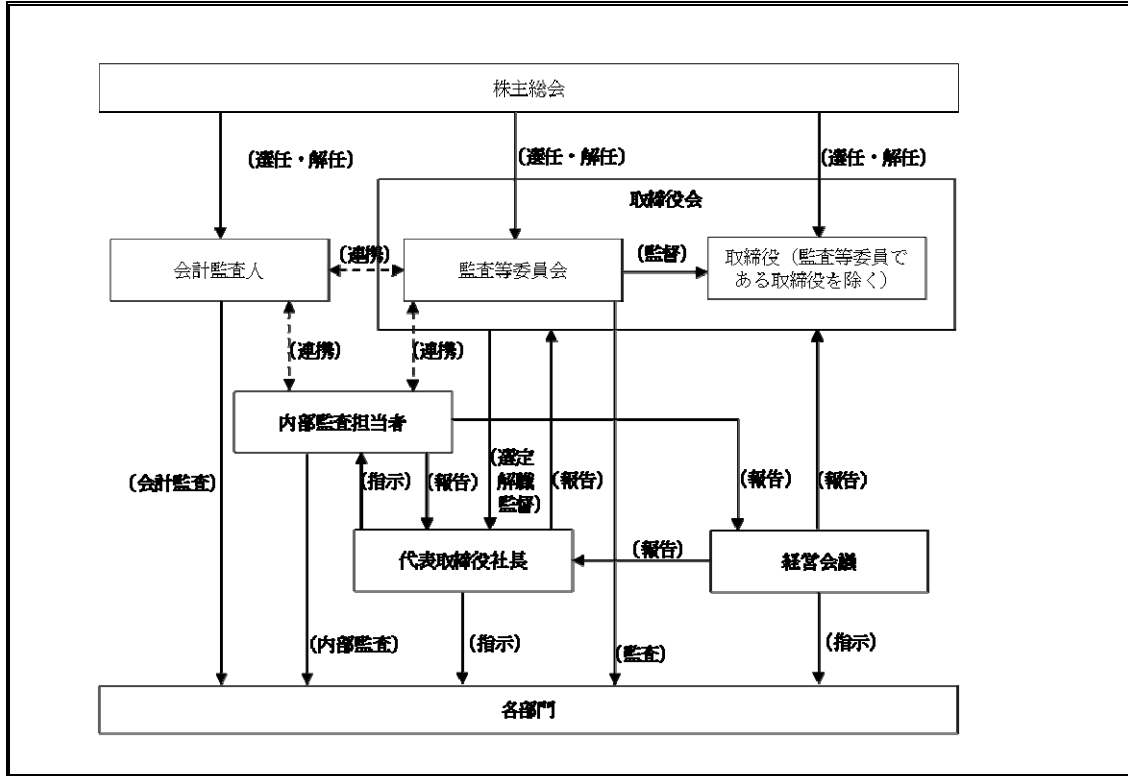 株主総会
(選任・解任)
(選任・解任)
(選任・解任)
取締役会
会計監査人
(連携)
監査等委員会
(監督)
取締役（監査等委員で
ある取締役を除く）
(連携)
(連携)
内部監査担当者
(会計監査)
(指示)
(報告)
(選定
解職
監督)
(報告)
(報告)
(報告)
代表取締役社長
(報告)
経営会議
(内部監査)
(指示)
(監査)
(指示)
各部門